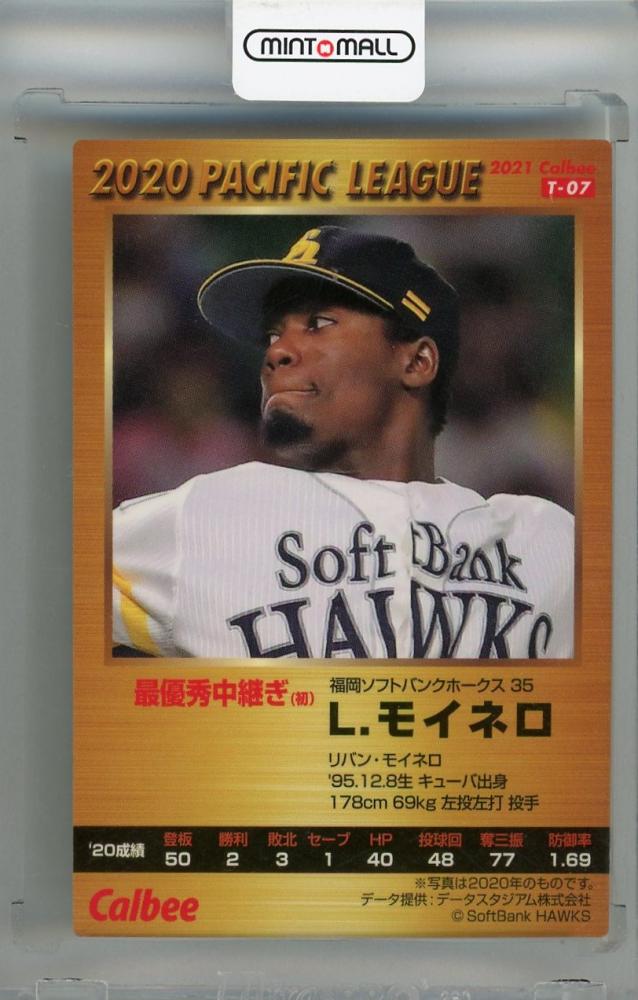 MINT MALL
2020 PACIFIC LEAGUE
2021 Calbee
T-07
SoftBank
HAWKS
最優秀中継ぎ(初)
福岡ソフトバンクホークス 35
L.モイネロ
リバン・モイネロ
'95.12.8生 キューバ出身
178cm 69kg 左投左打 投手
'20成績
登板 勝利 敗北 セーブ HP 投球回 奪三振 防御率
50 2 3 1 40 48 77 1.69
※写真は2020年のものです。
データ提供:データスタジアム株式会社
© SoftBank HAWKS
Calbee